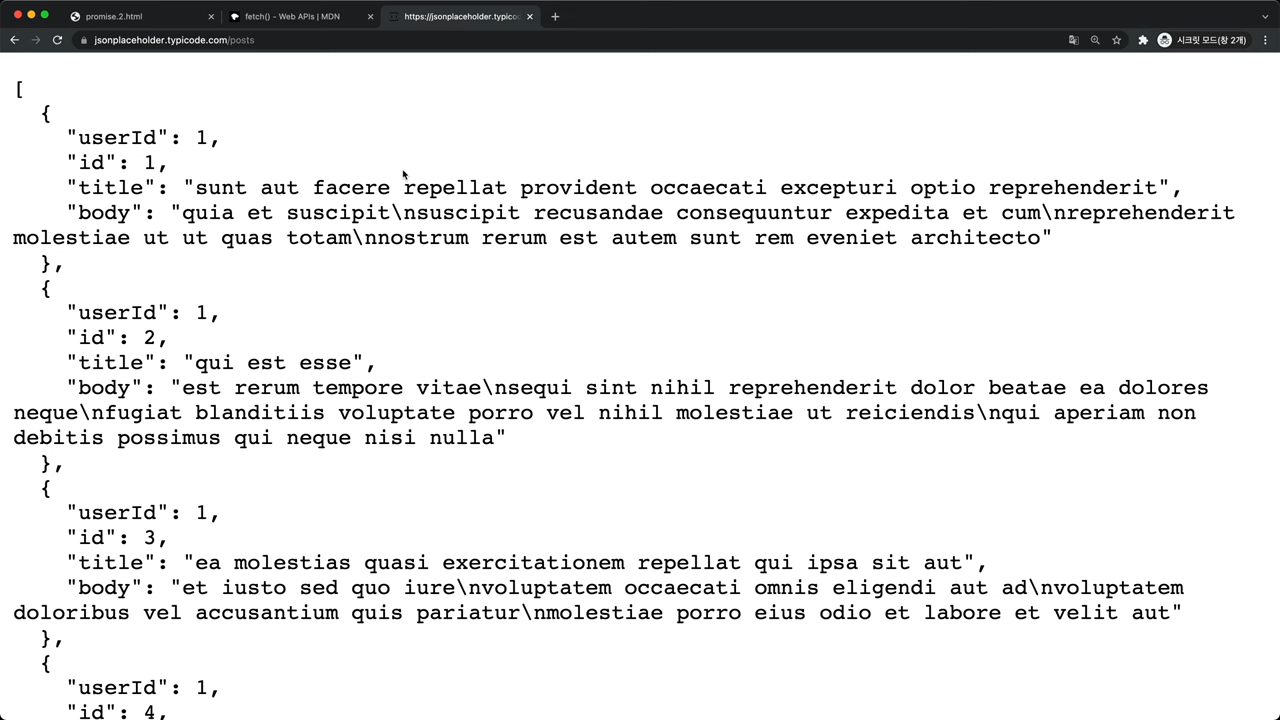 promise.2.html
fetch() - Web APIs | MDN
https://jsonplaceholder.typico
jsonplaceholder.typicode.com/posts
시크릿 모드(창 2개)
[
{
"userId": 1,
"id": 1,
"title": "sunt aut facere repellat provident occaecati excepturi optio reprehenderit",
"body": "quia et suscipit\nsuscipit recusandae consequuntur expedita et cum\nreprehenderit
molestiae ut ut quas totam\nnostrum rerum est autem sunt rem eveniet architecto"
},
{
"userId": 1,
"id": 2,
"title": "qui est esse",
"body": "est rerum tempore vitae\nsequi sint nihil reprehenderit dolor beatae ea dolores
neque\nfugiat blanditiis voluptate porro vel nihil molestiae ut reiciendis\nqui aperiam non
debitis possimus qui neque nisi nulla"
},
{
"userId": 1,
"id": 3,
"title": "ea molestias quasi exercitationem repellat qui ipsa sit aut",
"body": "et iusto sed quo iure\nvoluptatem occaecati omnis eligendi aut ad\nvoluptatem
doloribus vel accusantium quis pariatur\nmolestiae porro eius odio et labore et velit aut"
},
{
"userId": 1,
"id": 4,